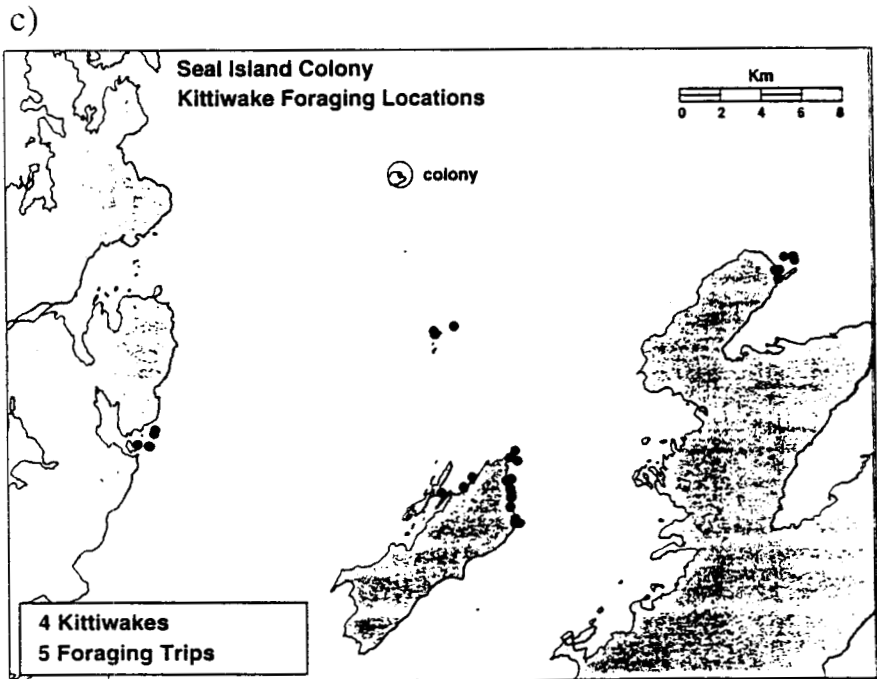 c)
Seal Island Colony
Kittiwake Foraging Locations
Km
0 2 4 6 8
colony
4 Kittiwakes
5 Foraging Trips